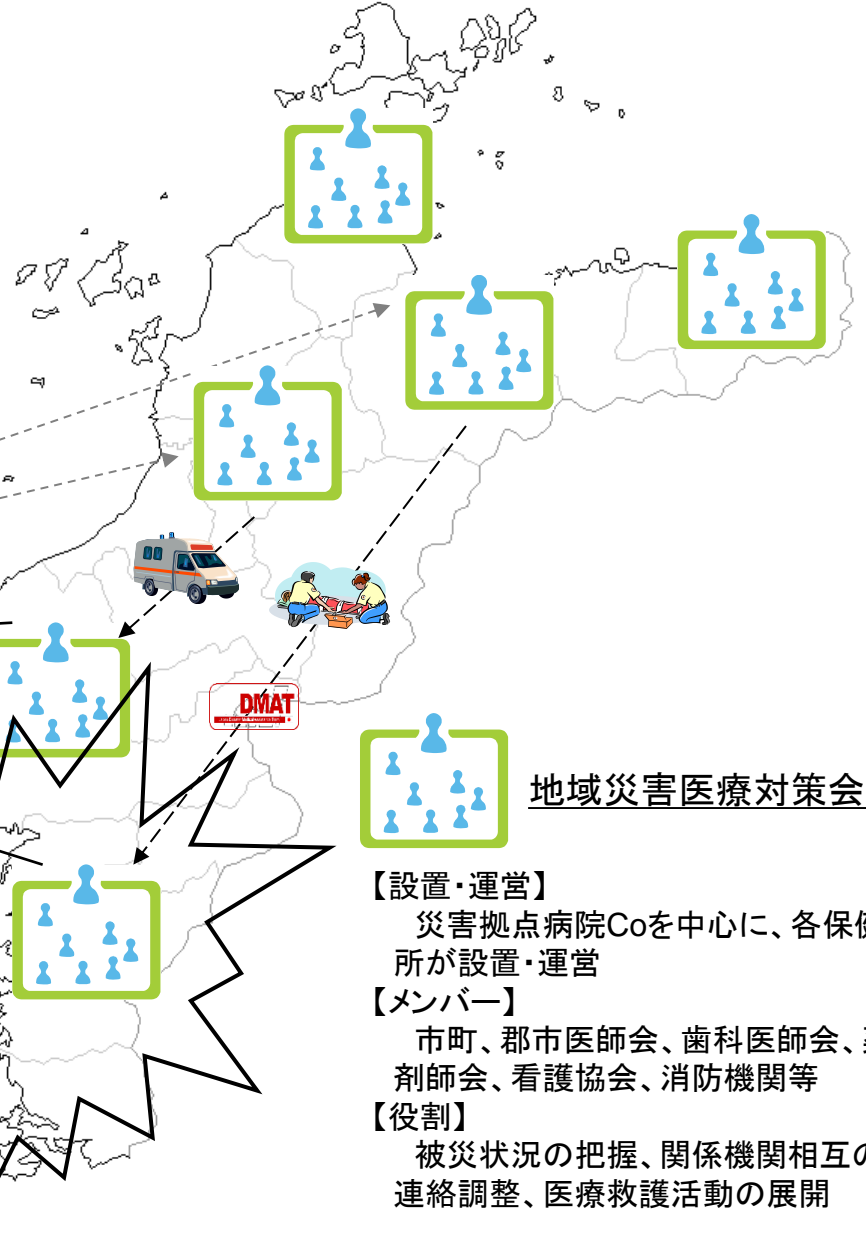 DMAT
地域災害医療対策会
【設置・運営】
災害拠点病院Coを中心に、各保健
所が設置・運営
【メンバー】
市町、郡市医師会、歯科医師会、薬
剤師会、看護協会、消防機関等
【役割】
被災状況の把握、関係機関相互の
連絡調整、医療救護活動の展開